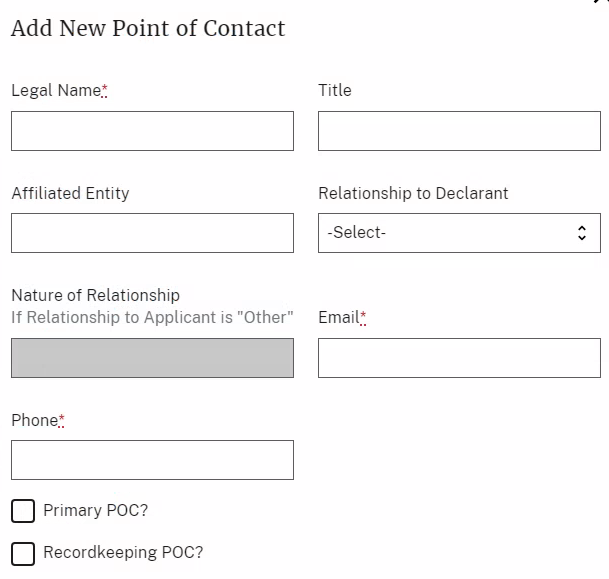 Add New Point of Contact
Legal Name*
Title
Affiliated Entity
Relationship to Declarant
-Select-
Nature of Relationship
If Relationship to Applicant is "Other"
Email*
Phone*
Primary POC?
Recordkeeping POC?